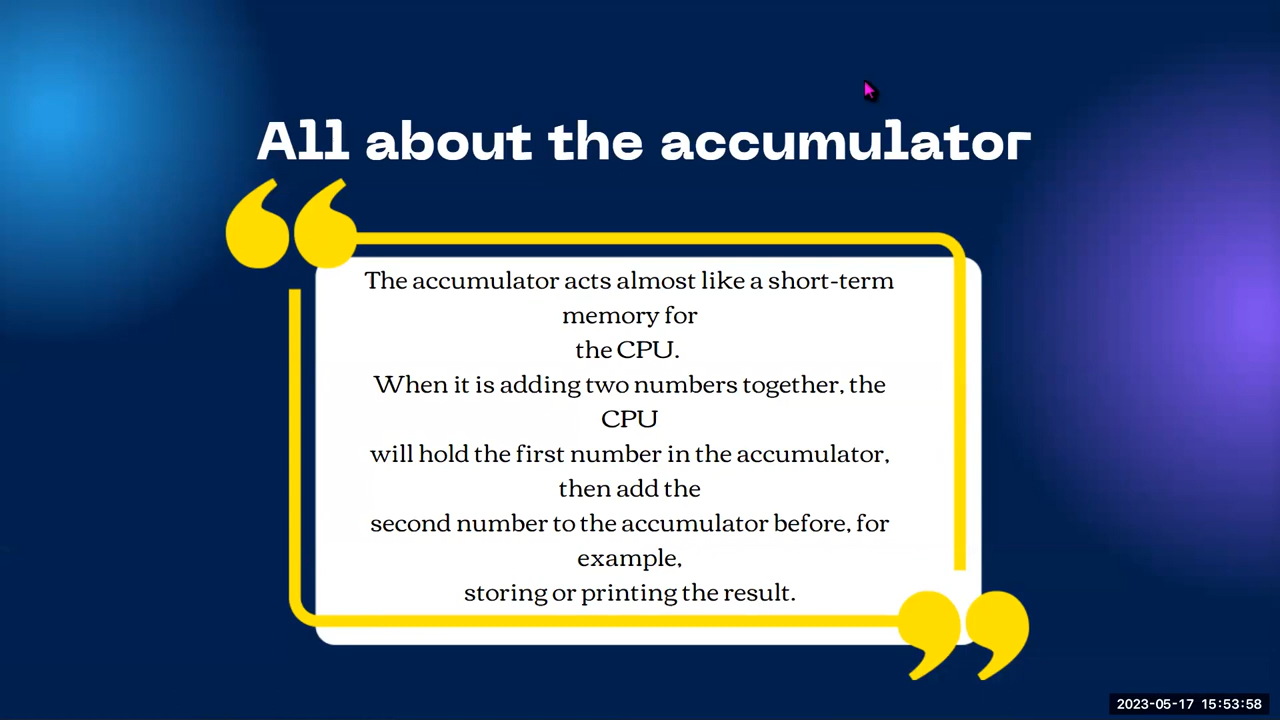 All about the accumulator
The accumulator acts almost like a short-term
memory for
the CPU.
When it is adding two numbers together, the
CPU
will hold the first number in the accumulator,
then add the
second number to the accumulator before, for
example,
storing or printing the result.
2023-05-17 15:53:58